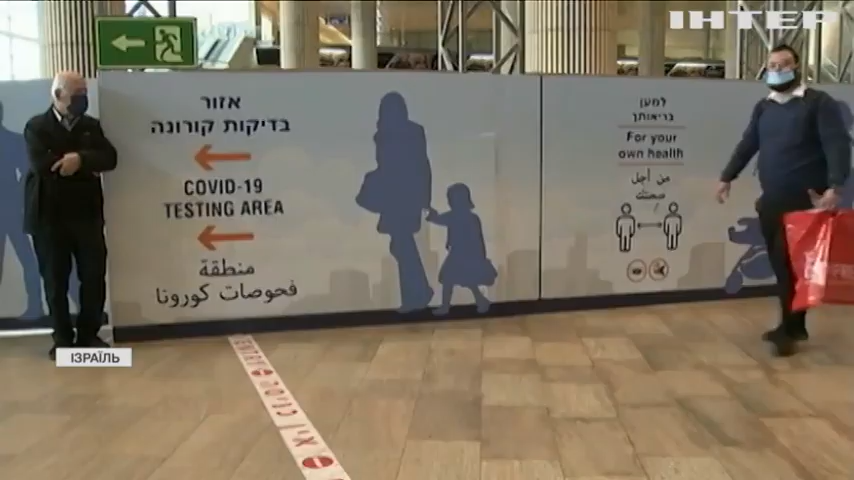 ІНТЕР
אזור
בדיקות קורונה
COVID-19
TESTING AREA
منطقة
فحوصات كورونا
למען
בריאותך
For your
own health
من أجل
صحتك
ІЗРАЇЛЬ